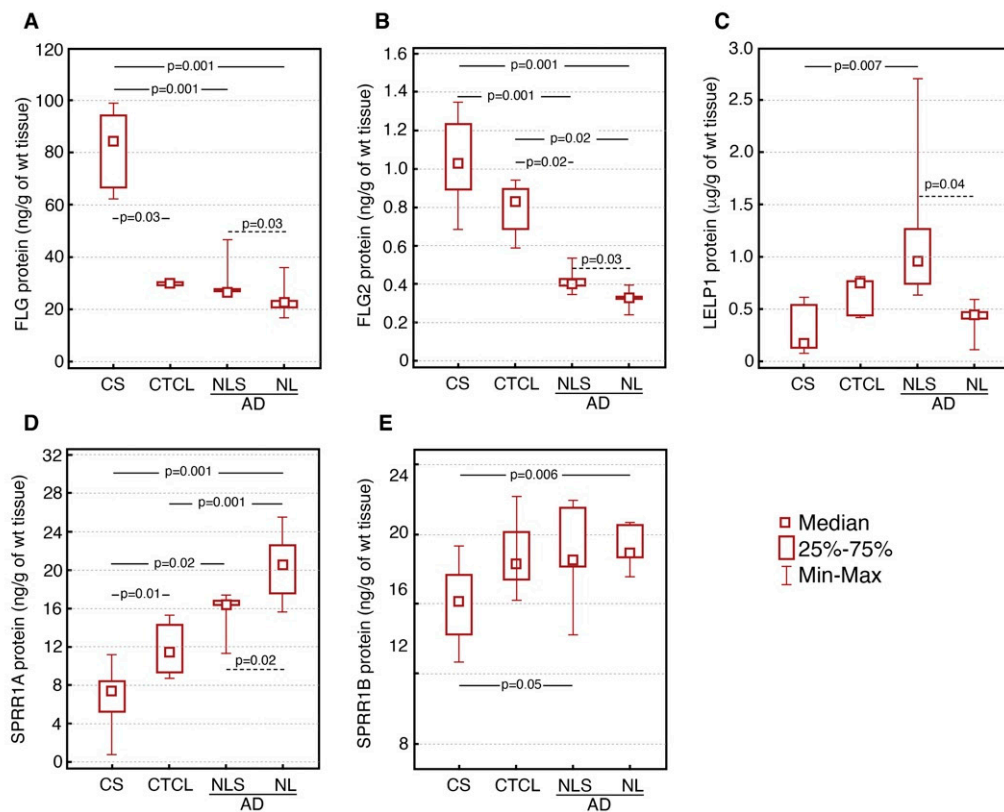 A
FLG protein (ng/g of wt tissue)
120
100
80
60
40
20
0
p=0.001
p=0.001
p=0.03
p=0.03
CS CTCL NLS NL
AD
B
FLG2 protein (ng/g of wt tissue)
1.6
1.4
1.2
1.0
0.8
0.6
0.4
0.2
0
p=0.001
p=0.001
p=0.02
p=0.02
p=0.03
CS CTCL NLS NL
AD
C
LELP1 protein (µg/g of wt tissue)
3.0
2.5
2.0
1.5
1.0
0.5
0
p=0.007
p=0.04
CS CTCL NLS NL
AD
D
SPRR1A protein (ng/g of wt tissue)
32
28
24
20
16
12
8
4
0
p=0.001
p=0.001
p=0.02
p=0.01
p=0.02
CS CTCL NLS NL
AD
E
SPRR1B protein (ng/g of wt tissue)
24
20
16
12
8
p=0.006
p=0.05
CS CTCL NLS NL
AD
Median
25%-75%
Min-Max